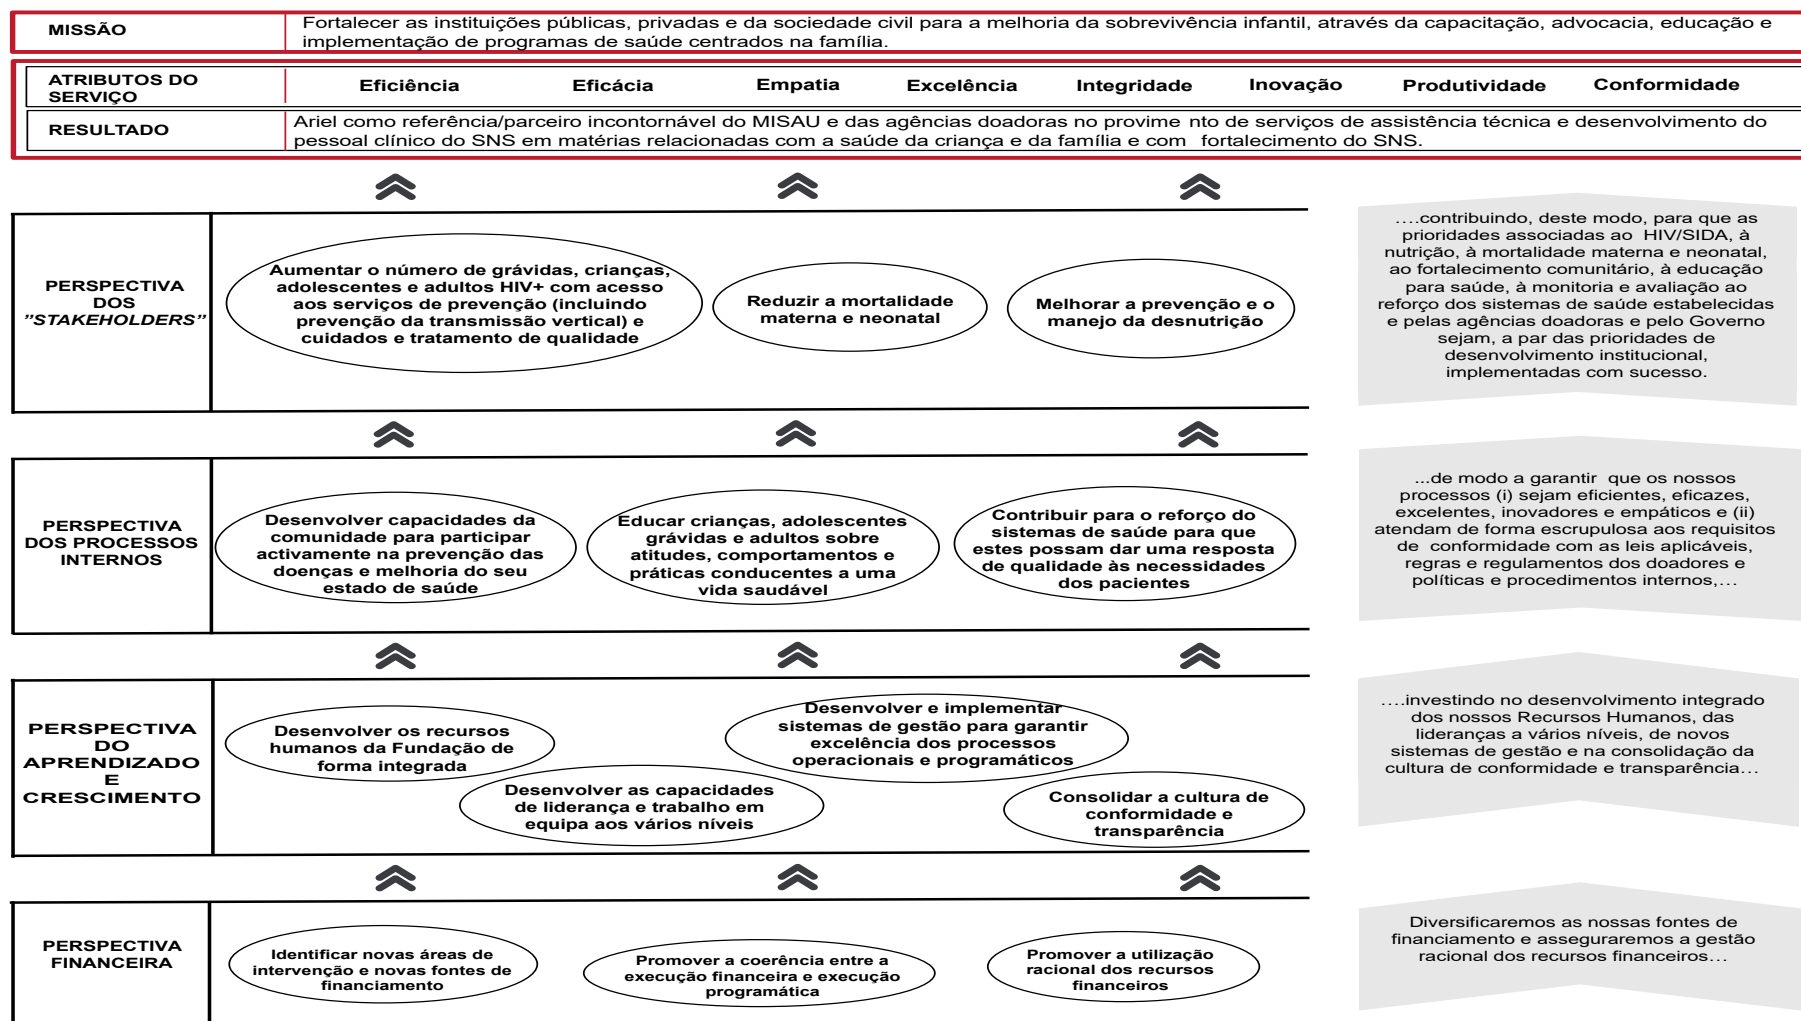 MISSÃO
Fortalecer as instituições públicas, privadas e da sociedade civil para a melhoria da sobrevivência infantil, através da capacitação, advocacia, educação e
implementação de programas de saúde centrados na família.
ATRIBUTOS DO
SERVIÇO
Eficiência Eficácia Empatia Excelência Integridade Inovação Produtividade Conformidade
RESULTADO
Ariel como referência/parceiro incontornável do MISAU e das agências doadoras no provime nto de serviços de assistência técnica e desenvolvimento do
pessoal clínico do SNS em matérias relacionadas com a saúde da criança e da família e com fortalecimento do SNS.
PERSPECTIVA
DOS
”STAKEHOLDERS”
Aumentar o número de grávidas, crianças,
adolescentes e adultos HIV+ com acesso
aos serviços de prevenção (incluindo
prevenção da transmissão vertical) e
cuidados e tratamento de qualidade
Reduzir a mortalidade
materna e neonatal
Melhorar a prevenção e o
manejo da desnutrição
….contribuindo, deste modo, para que as
prioridades associadas ao HIV/SIDA, à
nutrição, à mortalidade materna e neonatal,
ao fortalecimento comunitário, à educação
para saúde, à monitoria e avaliação ao
reforço dos sistemas de saúde estabelecidas
e pelas agências doadoras e pelo Governo
sejam, a par das prioridades de
desenvolvimento institucional,
implementadas com sucesso.
PERSPECTIVA
DOS PROCESSOS
INTERNOS
Desenvolver capacidades da
comunidade para participar
activamente na prevenção das
doenças e melhoria do seu
estado de saúde
Educar crianças, adolescentes
grávidas e adultos sobre
atitudes, comportamentos e
práticas conducentes a uma
vida saudável
Contribuir para o reforço do
sistemas de saúde para que
estes possam dar uma resposta
de qualidade às necessidades
dos pacientes
...de modo a garantir que os nossos
processos (i) sejam eficientes, eficazes,
excelentes, inovadores e empáticos e (ii)
atendam de forma escrupulosa aos requisitos
de conformidade com as leis aplicáveis,
regras e regulamentos dos doadores e
políticas e procedimentos internos,…
PERSPECTIVA
DO
APRENDIZADO
E
CRESCIMENTO
Desenvolver os recursos
humanos da Fundação de
forma integrada
Desenvolver as capacidades
de liderança e trabalho em
equipa aos vários níveis
Desenvolver e implementar
sistemas de gestão para garantir
excelência dos processos
operacionais e programáticos
Consolidar a cultura de
conformidade e
transparência
….investindo no desenvolvimento integrado
dos nossos Recursos Humanos, das
lideranças a vários níveis, de novos
sistemas de gestão e na consolidação da
cultura de conformidade e transparência…
PERSPECTIVA
FINANCEIRA
Identificar novas áreas de
intervenção e novas fontes de
financiamento
Promover a coerência entre a
execução financeira e execução
programática
Promover a utilização
racional dos recursos
financeiros
Diversificaremos as nossas fontes de
financiamento e asseguraremos a gestão
racional dos recursos financeiros…